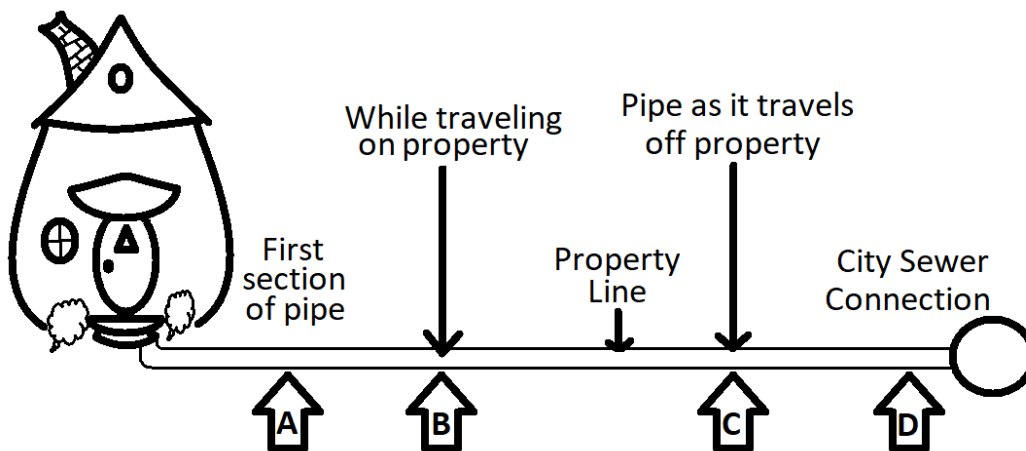 While traveling
on property
Pipe as it travels
off property
First
section
of pipe
Property
Line
City Sewer
Connection
A
B
C
D